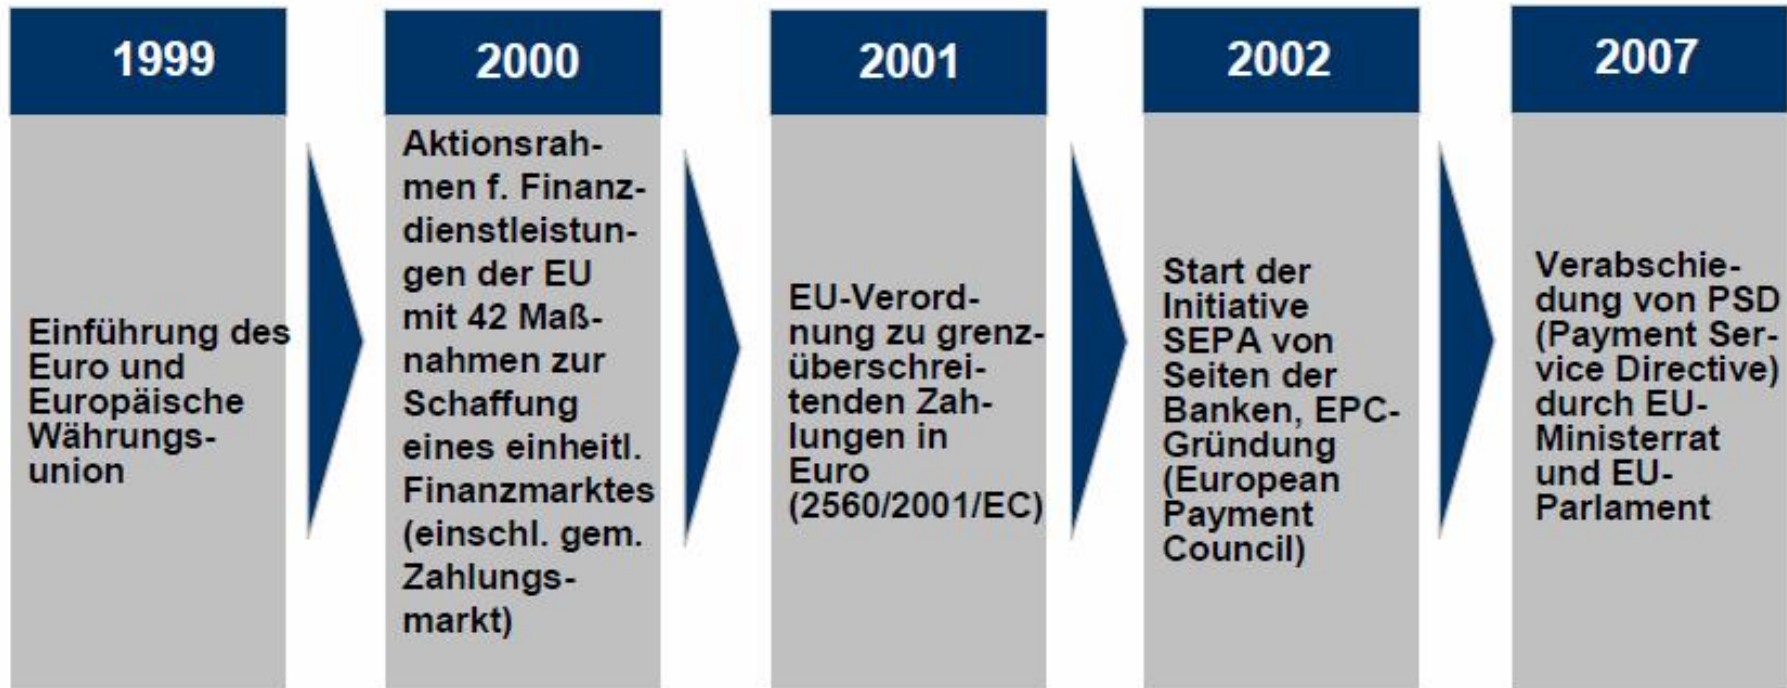 1999
Einführung des
Euro und
Europäische
Währungs-
union
2000
Aktionsrah-
men f. Finanz-
dienstleistun-
gen der EU
mit 42 Maß-
nahmen zur
Schaffung
eines einheitl.
Finanzmarktes
(einschl. gem.
Zahlungs-
markt)
2001
EU-Verord-
nung zu grenz-
überschrei-
tenden Zah-
lungen in
Euro
(2560/2001/EC)
2002
Start der
Initiative
SEPA von
Seiten der
Banken, EPC-
Gründung
(European
Payment
Council)
2007
Verabschie-
dung von PSD
(Payment Ser-
vice Directive)
durch EU-
Ministerrat
und EU-
Parlament